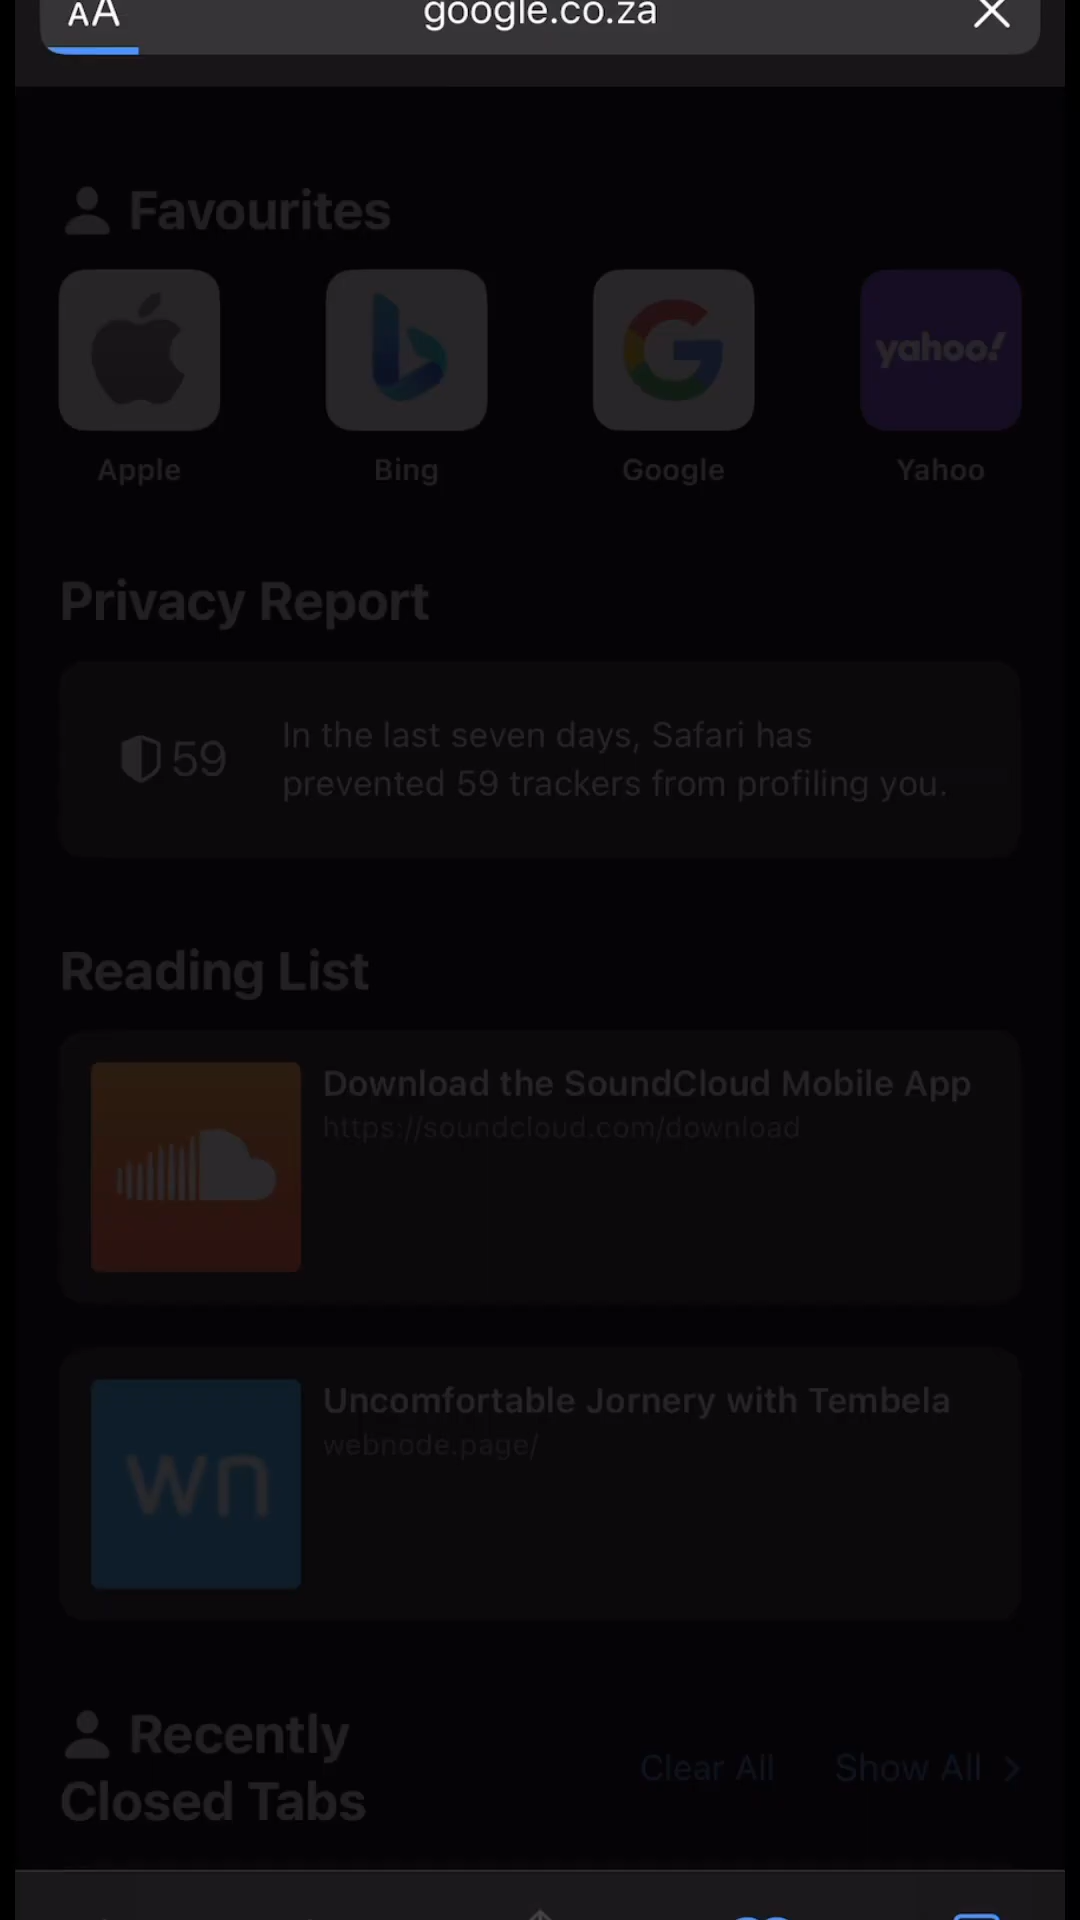 AA google.co.za
Favourites
yahoo!
Apple Bing Google Yahoo
Privacy Report
59
In the last seven days, Safari has
prevented 59 trackers from profiling you.
Reading List
Download the SoundCloud Mobile App
https://soundcloud.com/download
Uncomfortable Jornery with Tembela
webnode.page/
wn
Recently
Closed Tabs
Clear All Show All